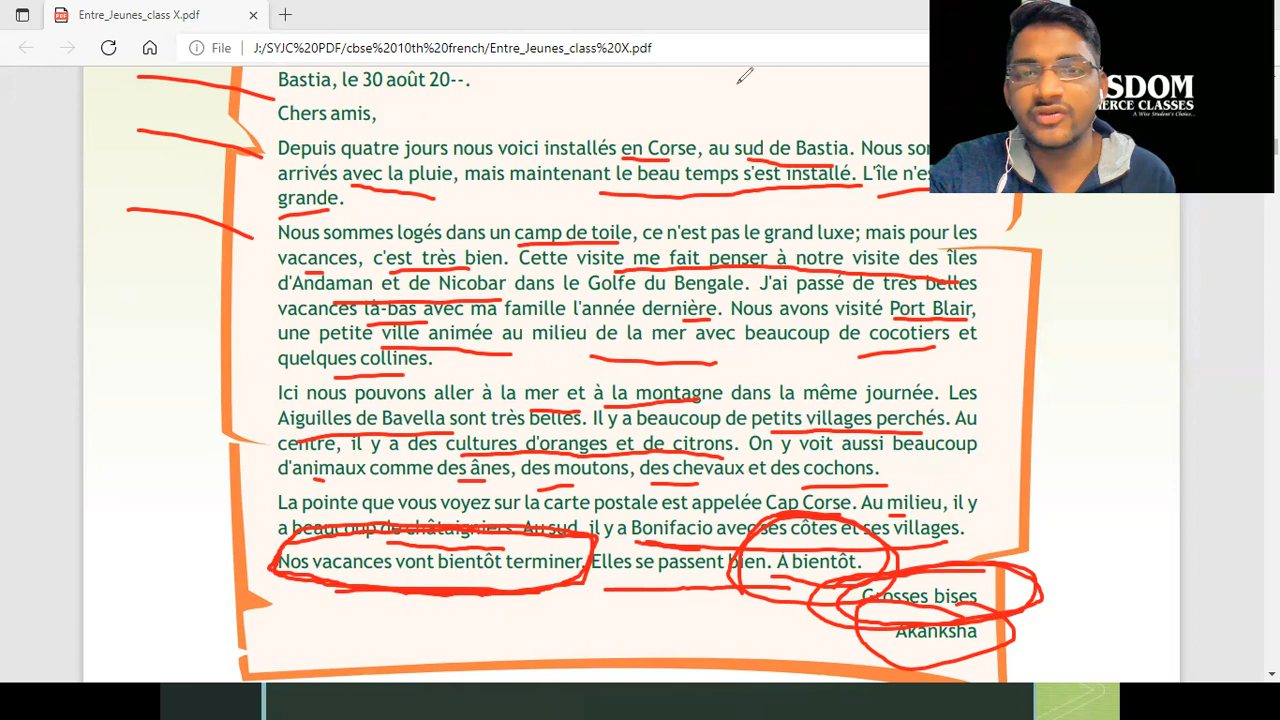 Entre_Jeunes_class X.pdf
File J:/SYJC%20PDF/cbse%2010th%20french/Entre_Jeunes_class%20X.pdf
Bastia, le 30 août 20--.
Chers amis,
Depuis quatre jours nous voici installés en Corse, au sud de Bastia. Nous
arrivés avec la pluie, mais maintenant le beau temps s'est installé. L'île
grande.
Nous sommes logés dans un camp de toile, ce n'est pas le grand luxe; mais pour les
vacances, c'est très bien. Cette visite me fait penser à notre visite des îles
d'Andaman et de Nicobar dans le Golfe du Bengale. J'ai passé de très belles
vacances là-bas avec ma famille l'année dernière. Nous avons visité Port Blair,
une petite ville animée au milieu de la mer avec beaucoup de cocotiers et
quelques collines.
Ici nous pouvons aller à la mer et à la montagne dans la même journée. Les
Aiguilles de Bavella sont très belles. Il y a beaucoup de petits villages perchés. Au
centre, il y a des cultures d'oranges et de citrons. On y voit aussi beaucoup
d'animaux comme des ânes, des moutons, des chevaux et des cochons.
La pointe que vous voyez sur la carte postale est appelée Cap Corse. Au milieu, il y
a beaucoup de châtaigniers. Au sud, il y a Bonifacio avec ses côtes et ses villages.
Nos vacances vont bientôt terminer. Elles se passent bien. A bientôt.
Grosses bises
Akanksha
CLASSES
A Wise Student's Choice...